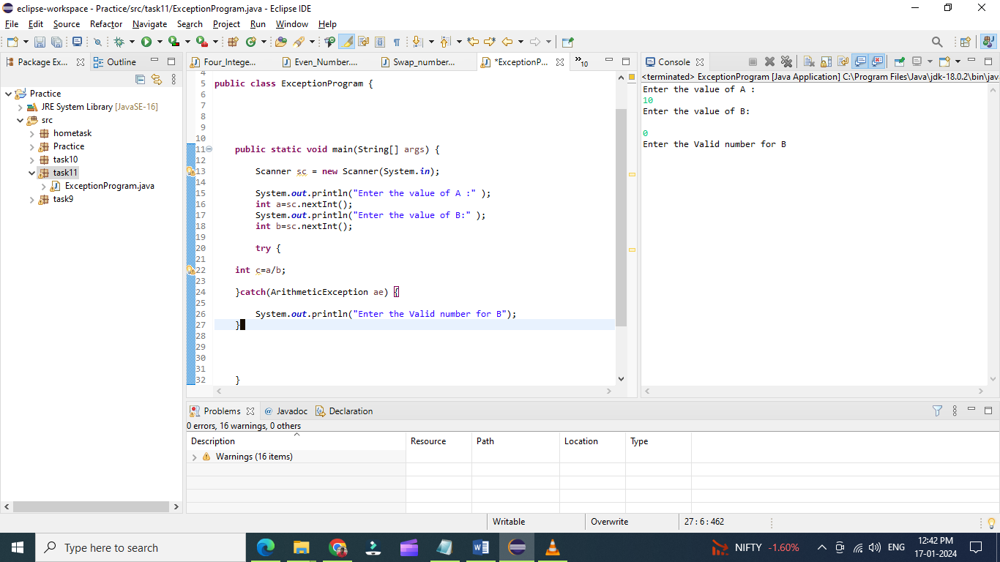 eclipse-workspace - Practice/src/task11/ExceptionProgram.java - Eclipse IDE
File Edit Source Refactor Navigate Search Project Run Window Help
Package Ex... Outline
Practice
JRE System Library [JavaSE-16]
src
hometask
Practice
task10
task11
ExceptionProgram.java
task9
Four_Intege... Even_Number.... Swap_number... *ExceptionP... »10
4
5 public class ExceptionProgram {
6
7
8
9
10
11 public static void main(String[] args) {
12
13 Scanner sc = new Scanner(System.in);
14
15 System.out.println("Enter the value of A :" );
16 int a=sc.nextInt();
17 System.out.println("Enter the value of B:" );
18 int b=sc.nextInt();
19
20 try {
21
22 int c=a/b;
23
24 }catch(ArithmeticException ae) {
25
26 System.out.println("Enter the Valid number for B");
27 }
28
29
30
31
32 }
Console
<terminated> ExceptionProgram [Java Application] C:\Program Files\Java\jdk-18.0.2\bin\jav
Enter the value of A :
10
Enter the value of B:
0
Enter the Valid number for B
Problems @ Javadoc Declaration
0 errors, 16 warnings, 0 others
Description Resource Path Location Type
Warnings (16 items)
Writable Overwrite 27 : 6 : 462
Type here to search
NIFTY -1.60%
ENG
12:42 PM
17-01-2024